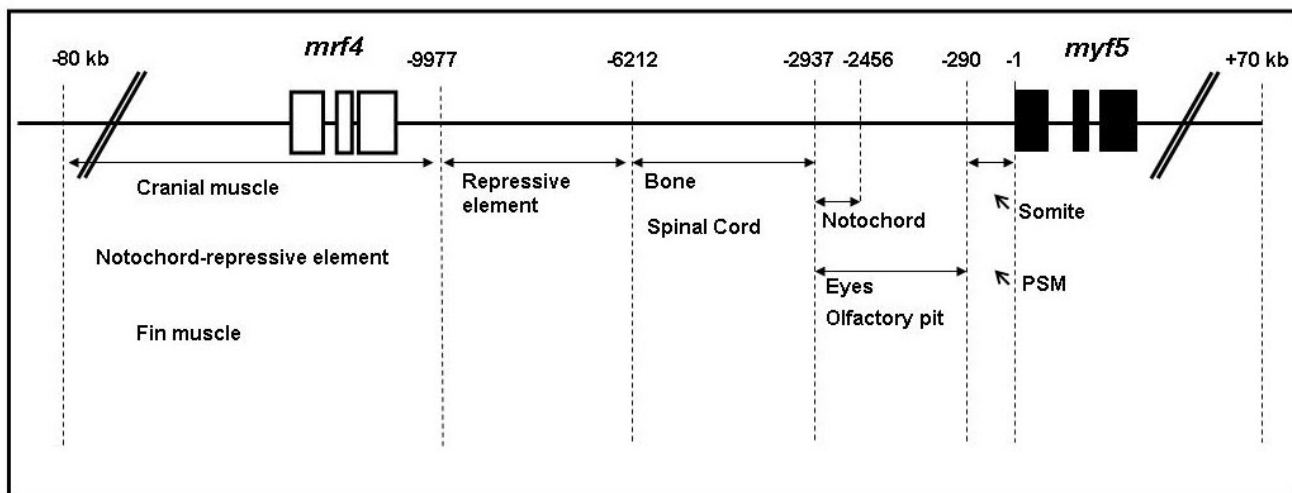 mrf4
myf5
-80 kb
-9977
-6212
-2937
-2456
-290
-1
+70 kb
Cranial muscle
Repressive
element
Bone
Notochord
Somite
Spinal Cord
Notochord-repressive element
Eyes
PSM
Olfactory pit
Fin muscle